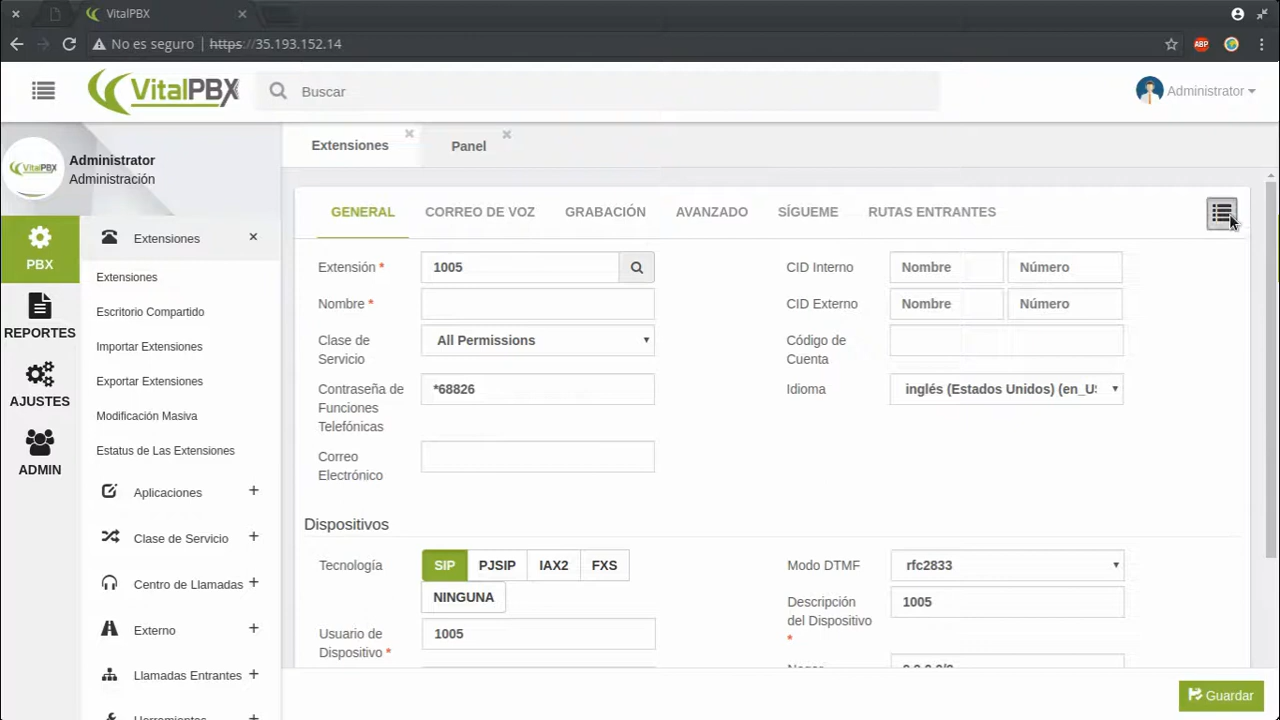 VitalPBX
No es seguro | https://35.193.152.14
ABP
VitalPBX
Buscar
Administrator
VitalPBX
Administrator
Administración
Extensiones
Panel
PBX
REPORTES
AJUSTES
ADMIN
Extensiones
Extensiones
Escritorio Compartido
Importar Extensiones
Exportar Extensiones
Modificación Masiva
Estatus de Las Extensiones
Aplicaciones +
Clase de Servicio +
Centro de Llamadas +
Externo +
Llamadas Entrantes +
GENERAL CORREO DE VOZ GRABACIÓN AVANZADO SÍGUEME RUTAS ENTRANTES
Extensión * 1005
Nombre *
Clase de
Servicio
All Permissions
Contraseña de
Funciones
Telefónicas
*68826
Correo
Electrónico
CID Interno Nombre Número
CID Externo Nombre Número
Código de
Cuenta
Idioma inglés (Estados Unidos) (en_U
Dispositivos
Tecnología SIP PJSIP IAX2 FXS
NINGUNA
Usuario de
Dispositivo *
1005
Modo DTMF rfc2833
Descripción
del Dispositivo
*
1005
Guardar